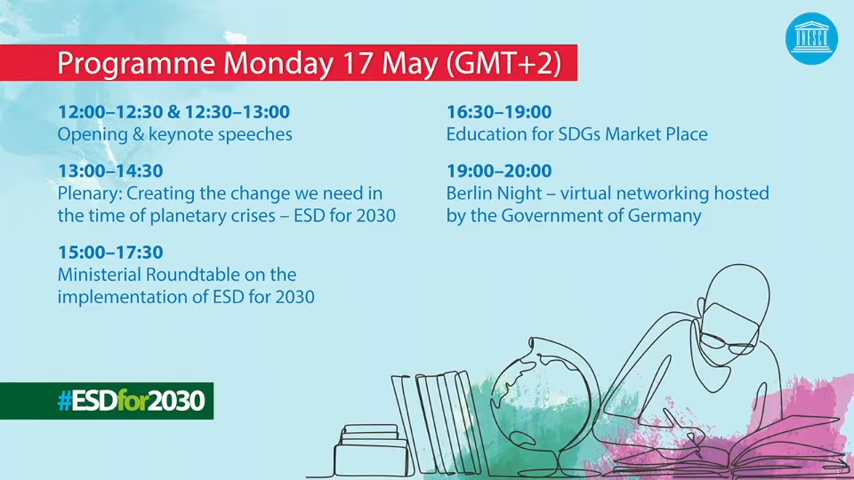 UNESCO
Programme Monday 17 May (GMT+2)
12:00–12:30 & 12:30–13:00
Opening & keynote speeches
13:00–14:30
Plenary: Creating the change we need in
the time of planetary crises – ESD for 2030
15:00–17:30
Ministerial Roundtable on the
implementation of ESD for 2030
16:30–19:00
Education for SDGs Market Place
19:00–20:00
Berlin Night – virtual networking hosted
by the Government of Germany
#ESDfor2030